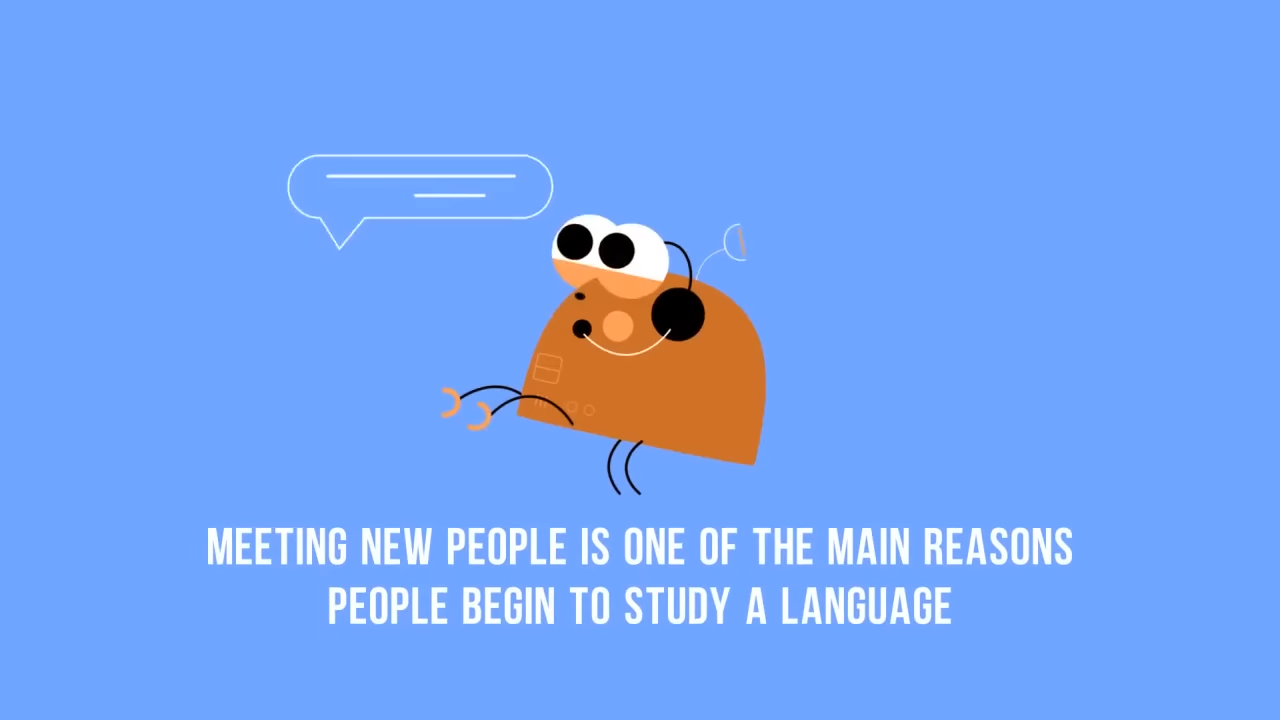 MEETING NEW PEOPLE IS ONE OF THE MAIN REASONS
PEOPLE BEGIN TO STUDY A LANGUAGE